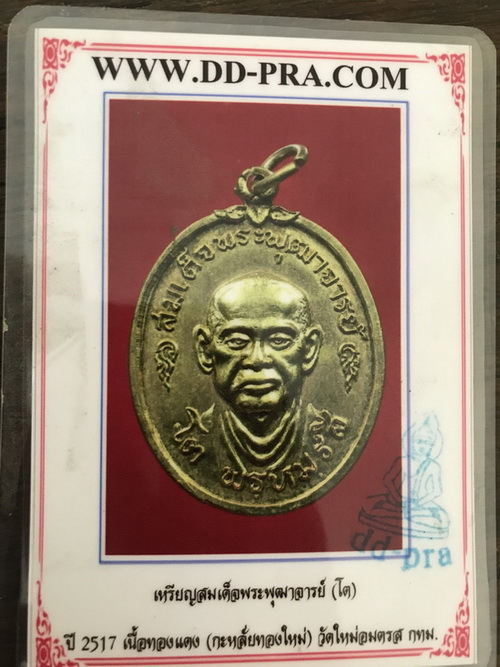 WWW.DD-PRA.COM
สมเด็จพระพุฒาจารย์
โต พรหมรํสี
dd-pra
เหรียญสมเด็จพระพุฒาจารย์ (โต)
ปี 2517 เนื้อทองแดง (กะหลั่ยทองใหม่) วัดใหม่อมตรส กทม.